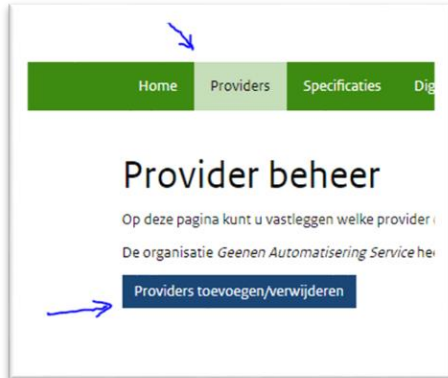 Home Providers Specificaties Dig
Provider beheer
Op deze pagina kunt u vastleggen welke provider
De organisatie Geenen Automatisering Service hee
Providers toevoegen/verwijderen